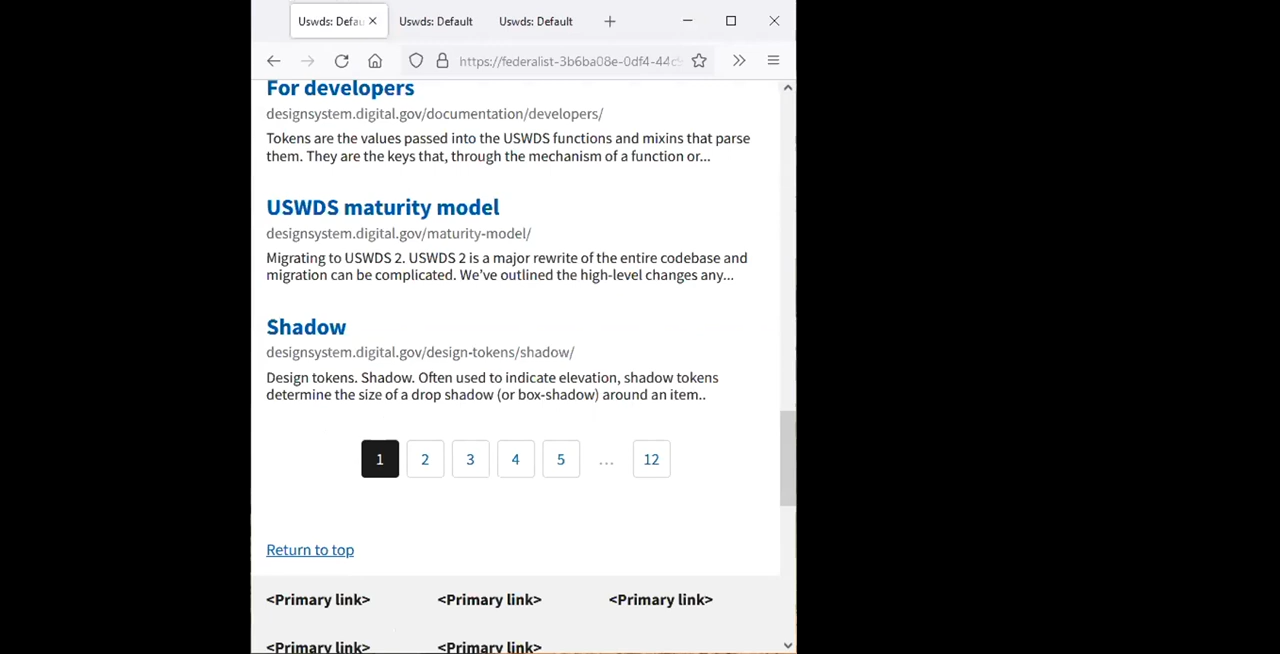 Uswds: Defau
Uswds: Default
Uswds: Default
https://federalist-3b6ba08e-0df4-44c5
For developers
designsystem.digital.gov/documentation/developers/
Tokens are the values passed into the USWDS functions and mixins that parse
them. They are the keys that, through the mechanism of a function or...
USWDS maturity model
designsystem.digital.gov/maturity-model/
Migrating to USWDS 2. USWDS 2 is a major rewrite of the entire codebase and
migration can be complicated. We’ve outlined the high-level changes any...
Shadow
designsystem.digital.gov/design-tokens/shadow/
Design tokens. Shadow. Often used to indicate elevation, shadow tokens
determine the size of a drop shadow (or box-shadow) around an item..
1 2 3 4 5 ... 12
Return to top
<Primary link> <Primary link> <Primary link>
<Primary link> <Primary link>